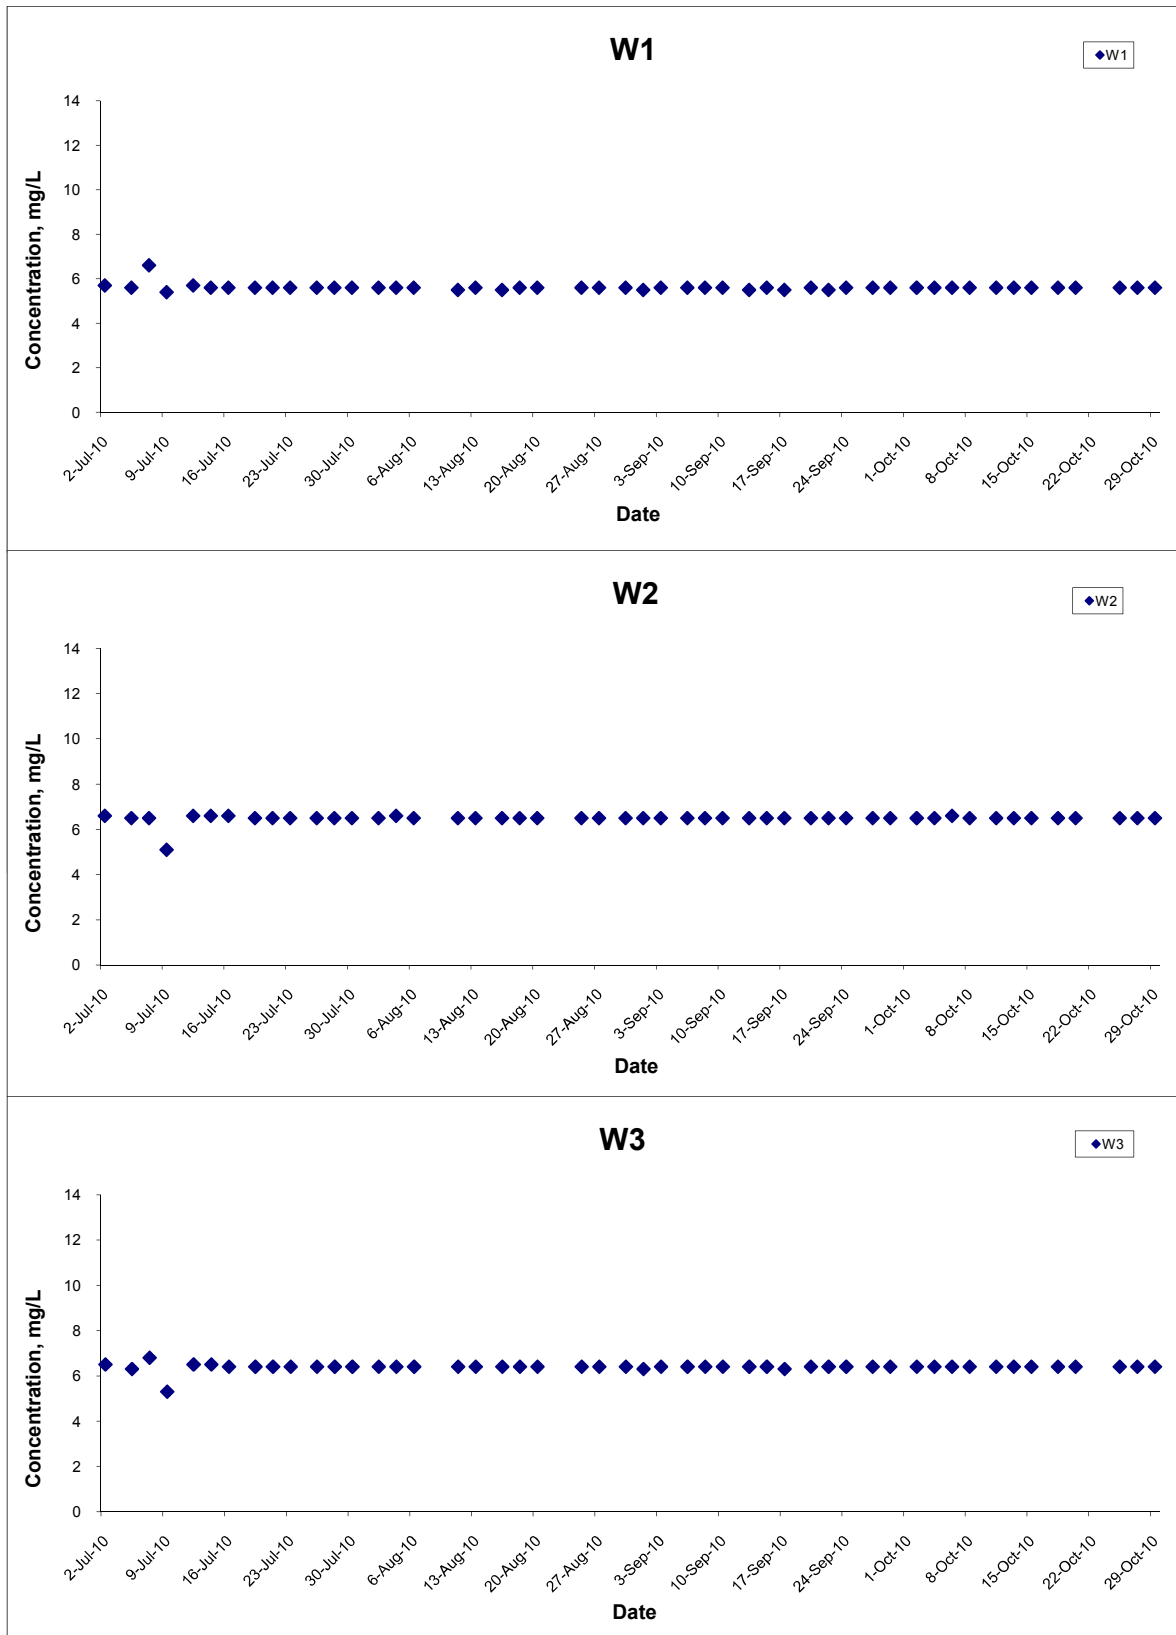 W1
W1
14
12
10
8
6
4
2
0
Concentration, mg/L
2-Jul-10
9-Jul-10
16-Jul-10
23-Jul-10
30-Jul-10
6-Aug-10
13-Aug-10
20-Aug-10
27-Aug-10
3-Sep-10
10-Sep-10
17-Sep-10
24-Sep-10
1-Oct-10
8-Oct-10
15-Oct-10
22-Oct-10
29-Oct-10
Date
W2
W2
14
12
10
8
6
4
2
0
Concentration, mg/L
2-Jul-10
9-Jul-10
16-Jul-10
23-Jul-10
30-Jul-10
6-Aug-10
13-Aug-10
20-Aug-10
27-Aug-10
3-Sep-10
10-Sep-10
17-Sep-10
24-Sep-10
1-Oct-10
8-Oct-10
15-Oct-10
22-Oct-10
29-Oct-10
Date
W3
W3
14
12
10
8
6
4
2
0
Concentration, mg/L
2-Jul-10
9-Jul-10
16-Jul-10
23-Jul-10
30-Jul-10
6-Aug-10
13-Aug-10
20-Aug-10
27-Aug-10
3-Sep-10
10-Sep-10
17-Sep-10
24-Sep-10
1-Oct-10
8-Oct-10
15-Oct-10
22-Oct-10
29-Oct-10
Date